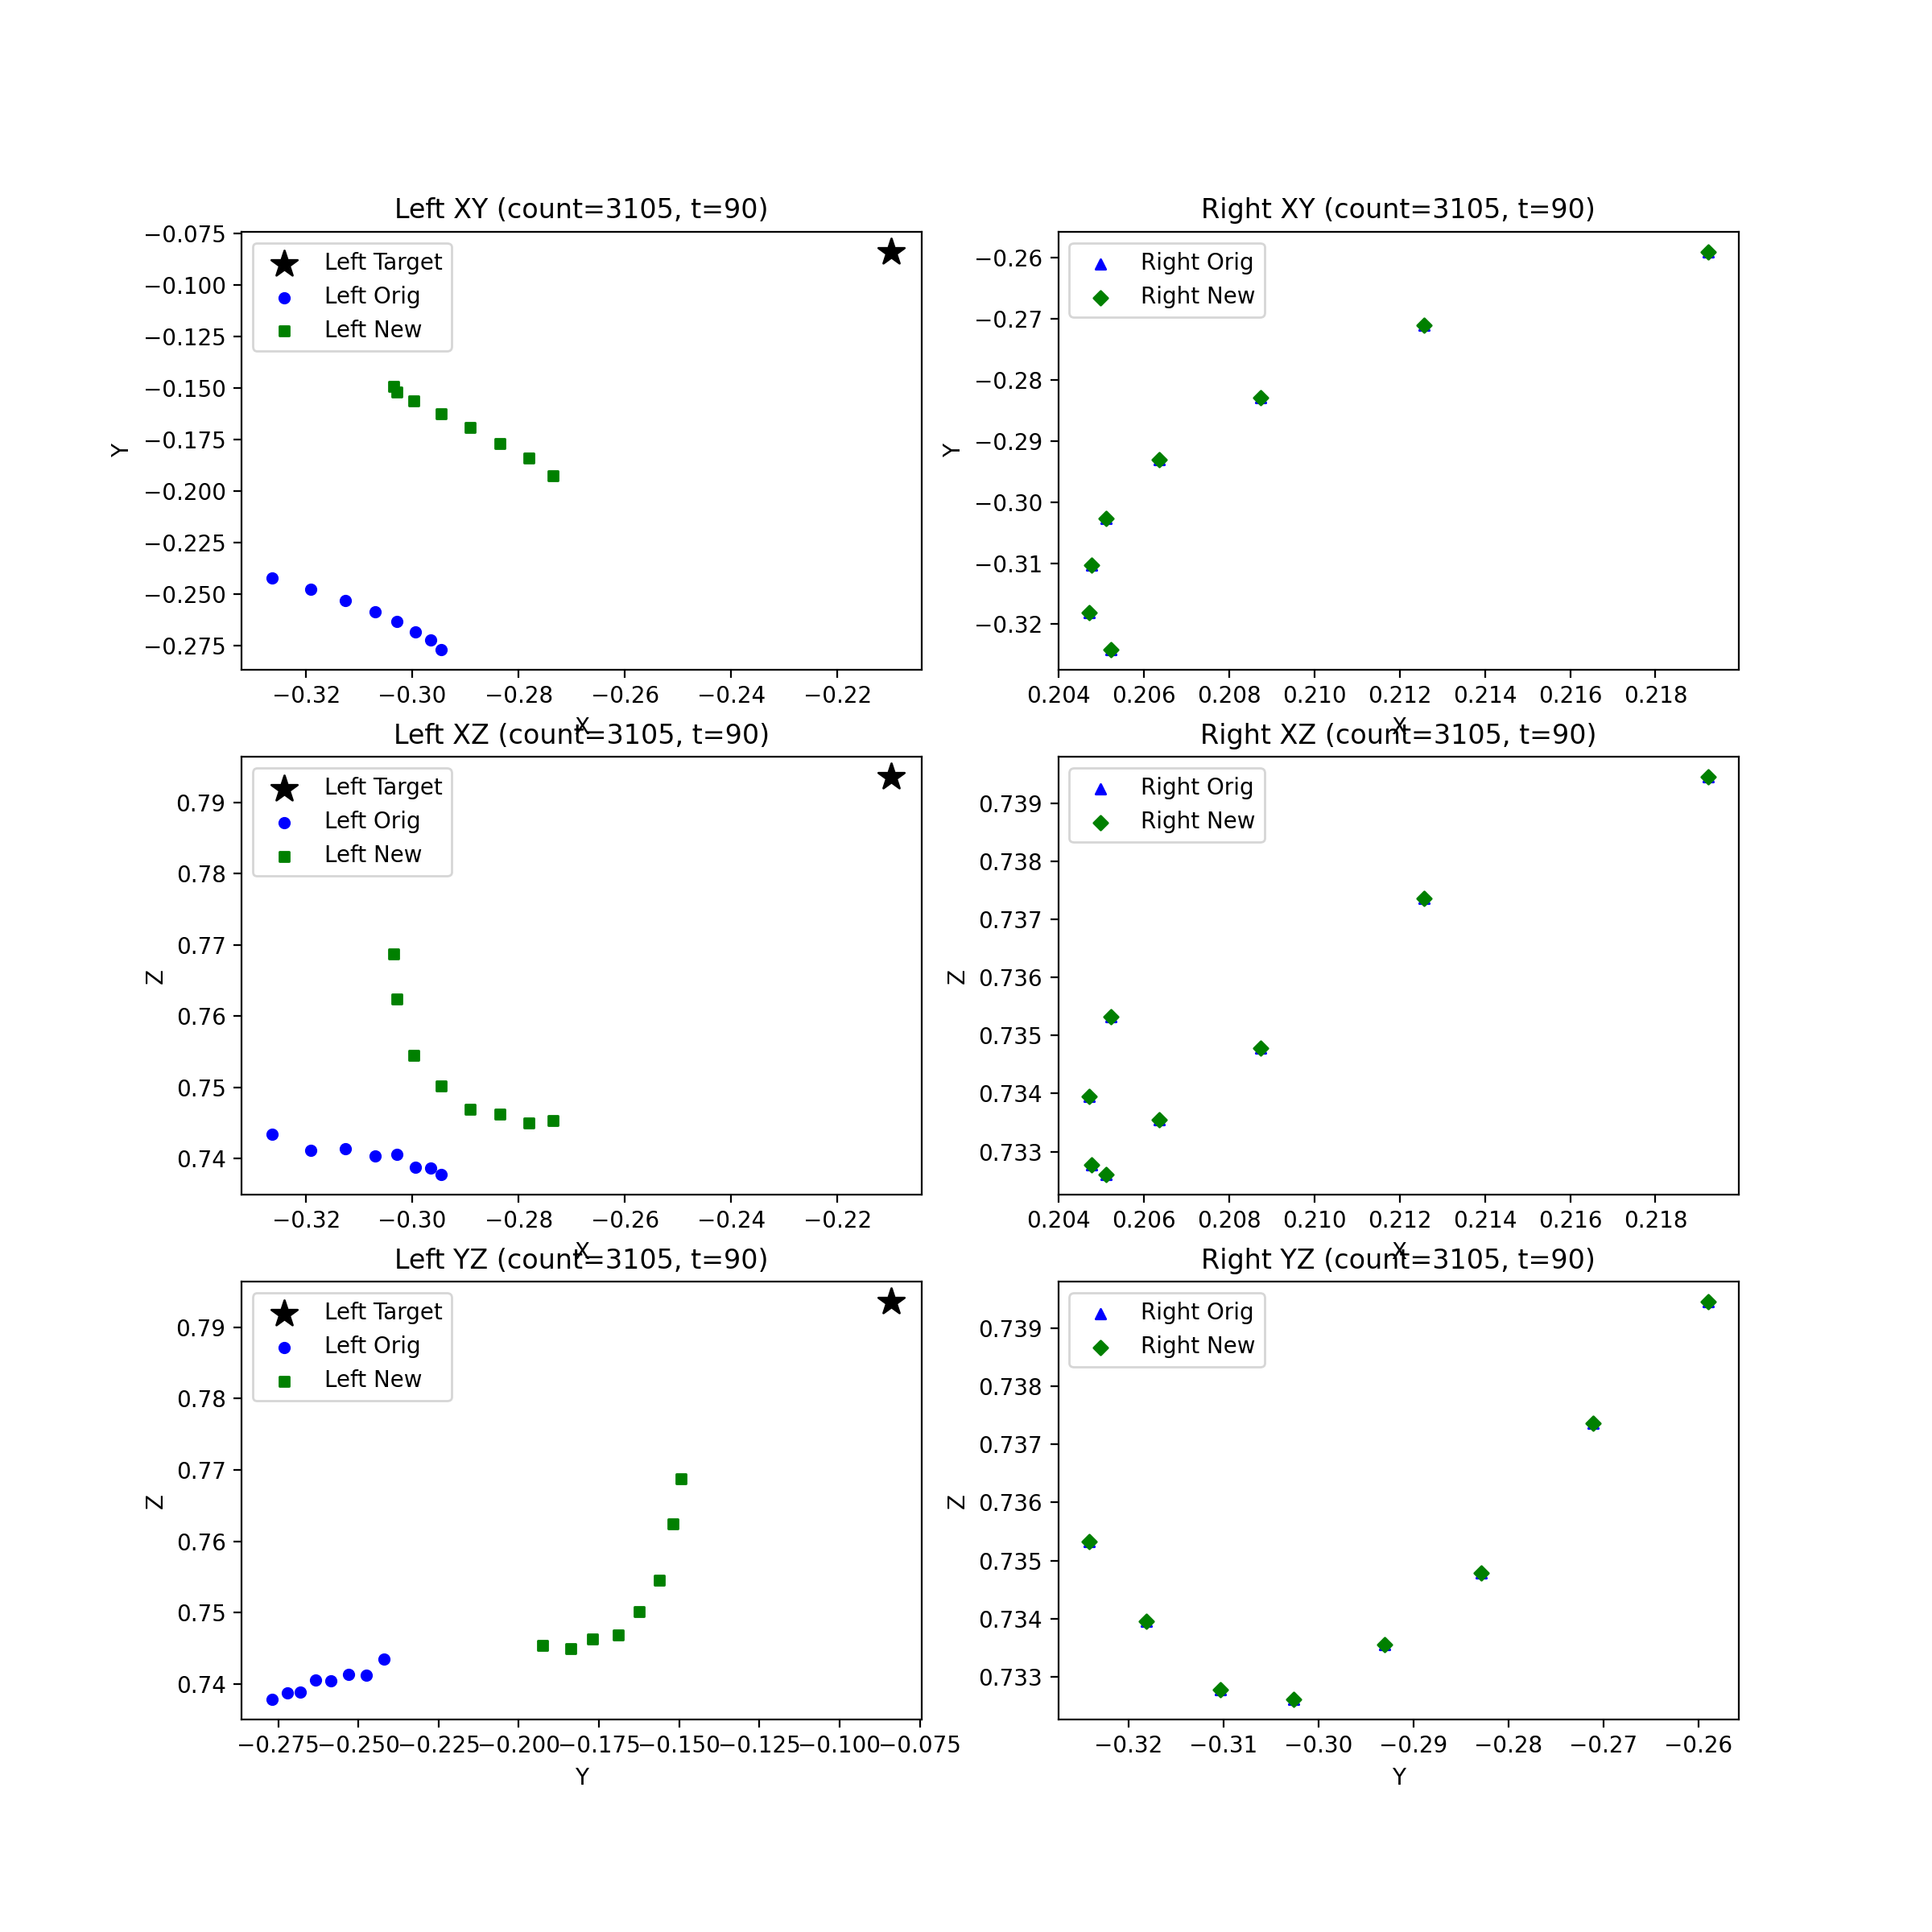 Left XY (count=3105, t=90)
−0.075
−0.100
−0.125
−0.150
−0.175
−0.200
−0.225
−0.250
−0.275
Y
Left Target
Left Orig
Left New
−0.32 −0.30 −0.28 −0.26 −0.24 −0.22
X
Right XY (count=3105, t=90)
−0.26
−0.27
−0.28
−0.29
−0.30
−0.31
−0.32
Y
Right Orig
Right New
0.204 0.206 0.208 0.210 0.212 0.214 0.216 0.218
X
Left XZ (count=3105, t=90)
0.79
0.78
0.77
0.76
0.75
0.74
Z
Left Target
Left Orig
Left New
−0.32 −0.30 −0.28 −0.26 −0.24 −0.22
X
Right XZ (count=3105, t=90)
0.739
0.738
0.737
0.736
0.735
0.734
0.733
Z
Right Orig
Right New
0.204 0.206 0.208 0.210 0.212 0.214 0.216 0.218
X
Left YZ (count=3105, t=90)
0.79
0.78
0.77
0.76
0.75
0.74
Z
Left Target
Left Orig
Left New
−0.275 −0.250 −0.225 −0.200 −0.175 −0.150 −0.125 −0.100 −0.075
Y
Right YZ (count=3105, t=90)
0.739
0.738
0.737
0.736
0.735
0.734
0.733
Z
Right Orig
Right New
−0.32 −0.31 −0.30 −0.29 −0.28 −0.27 −0.26
Y